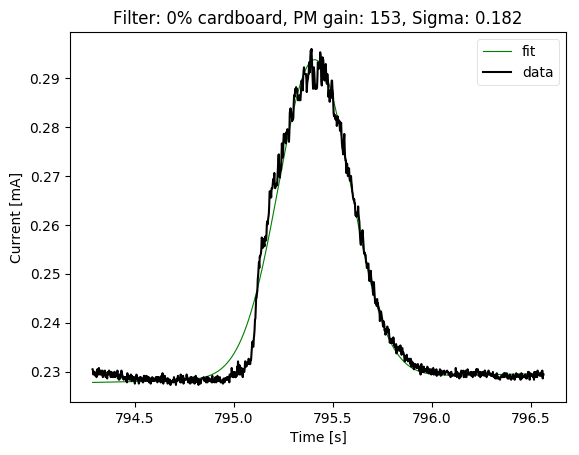 Filter: 0% cardboard, PM gain: 153, Sigma: 0.182
fit
data
Current [mA]
0.29
0.28
0.27
0.26
0.25
0.24
0.23
794.5 795.0 795.5 796.0 796.5
Time [s]